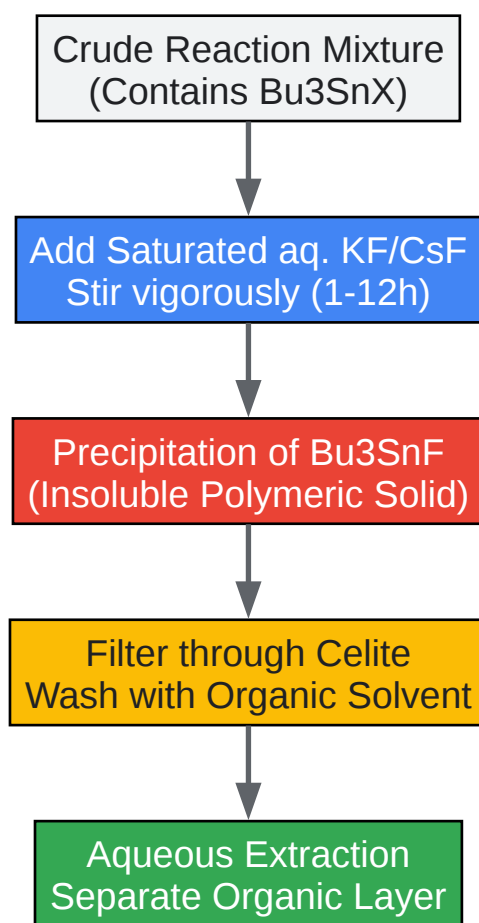 Crude Reaction Mixture
(Contains Bu3SnX)
Add Saturated aq. KF/CsF
Stir vigorously (1-12h)
Precipitation of Bu3SnF
(Insoluble Polymeric Solid)
Filter through Celite
Wash with Organic Solvent
Aqueous Extraction
Separate Organic Layer